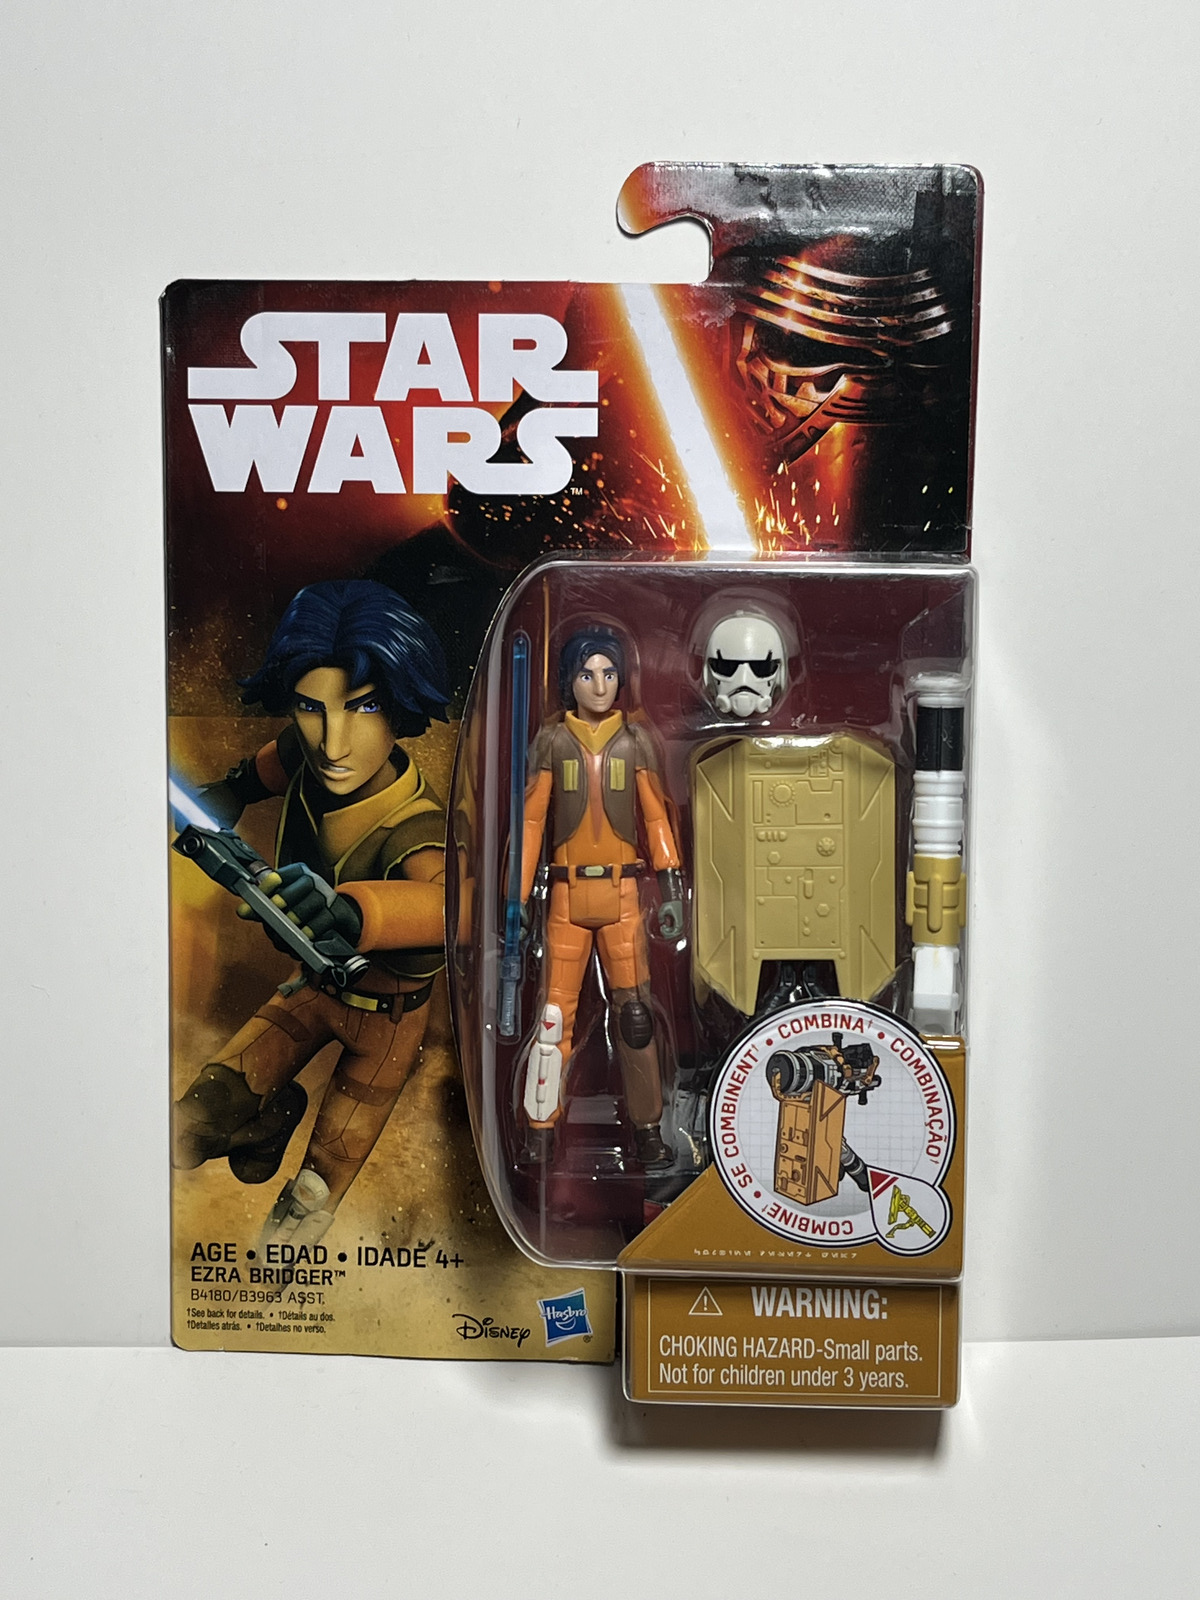 STAR
WARS™
SE COMBINENT† • COMBINA† • COMBINAÇÃO† • COMBINE†
AGE • EDAD • IDADE 4+
EZRA BRIDGER™
B4180/B3963 ASST.
†See back for details. • †Détails au dos.
†Detalles atrás. • †Detalhes no verso.
Disney
Hasbro®
⚠ WARNING:
CHOKING HAZARD-Small parts.
Not for children under 3 years.